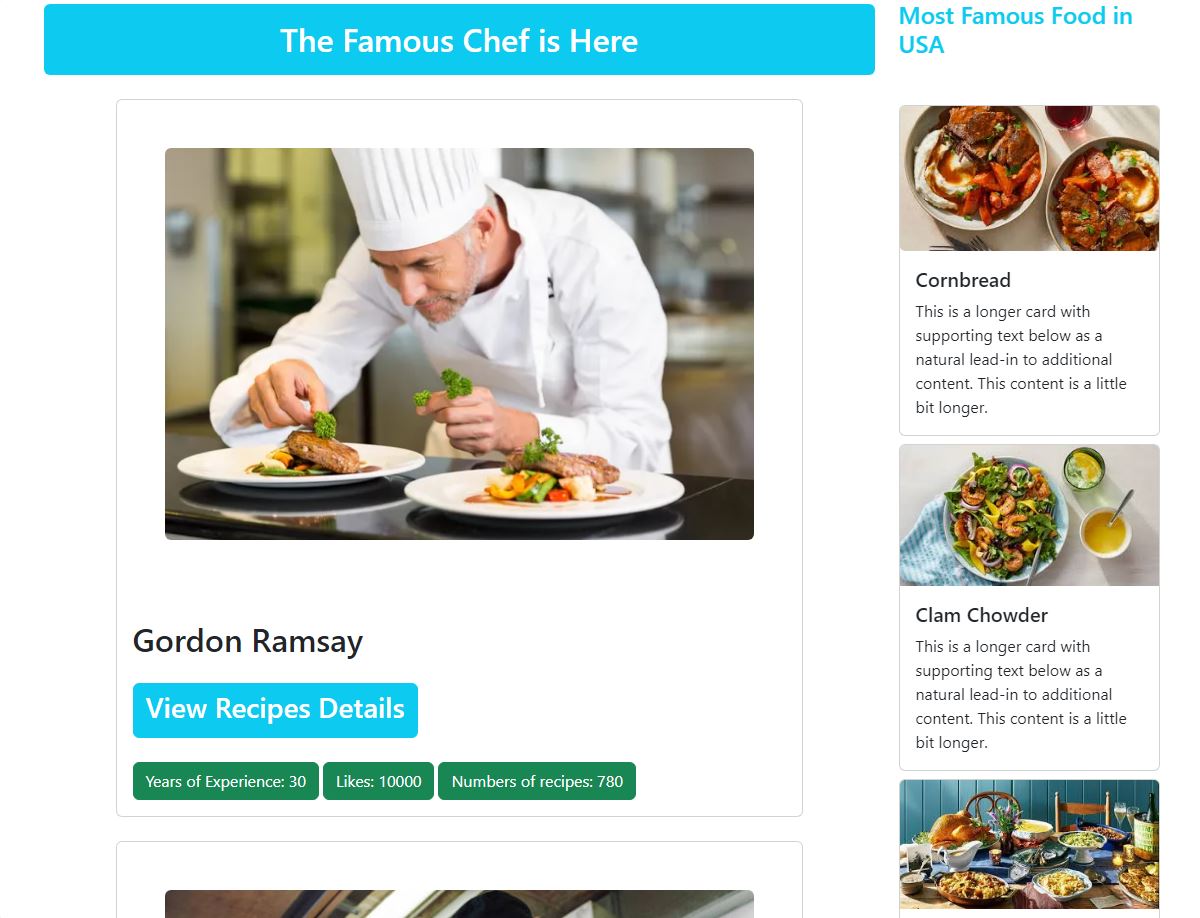 The Famous Chef is Here
Gordon Ramsay
View Recipes Details
Years of Experience: 30 Likes: 10000 Numbers of recipes: 780
Most Famous Food in
USA
Cornbread
This is a longer card with
supporting text below as a
natural lead-in to additional
content. This content is a little
bit longer.
Clam Chowder
This is a longer card with
supporting text below as a
natural lead-in to additional
content. This content is a little
bit longer.